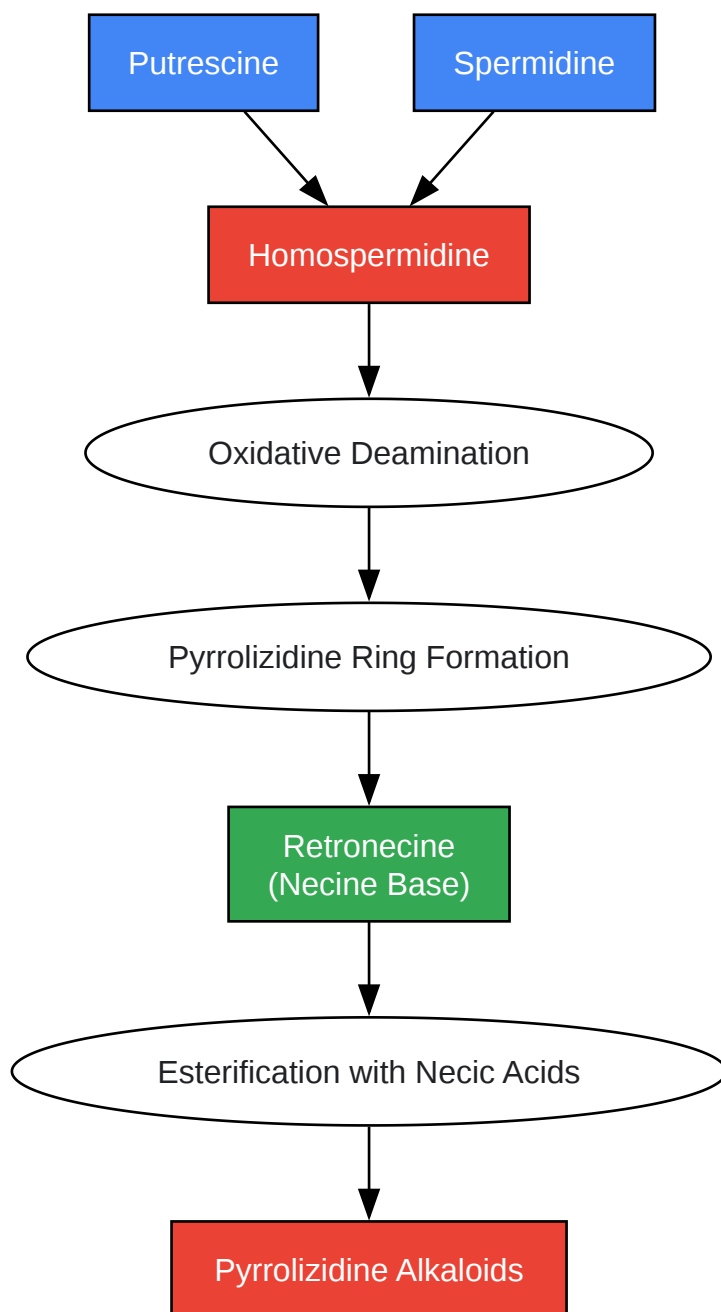 Putrescine
Spermidine
Homospermidine
Oxidative Deamination
Pyrrolizidine Ring Formation
Retronecine
(Necine Base)
Esterification with Necic Acids
Pyrrolizidine Alkaloids